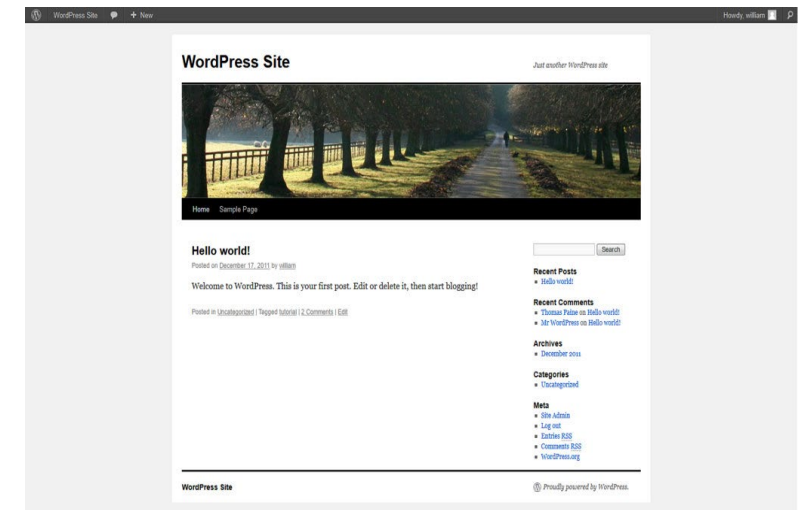 WordPress Site + New Howdy, william
WordPress Site
Just another WordPress site
Home Sample Page
Hello world!
Posted on December 17, 2011 by william
Welcome to WordPress. This is your first post. Edit or delete it, then start blogging!
Posted in Uncategorized | Tagged tutorial | 2 Comments | Edit
Search
Recent Posts
Hello world!
Recent Comments
Thomas Paine on Hello world!
Mr WordPress on Hello world!
Archives
December 2011
Categories
Uncategorized
Meta
Site Admin
Log out
Entries RSS
Comments RSS
WordPress.org
WordPress Site
Proudly powered by WordPress.